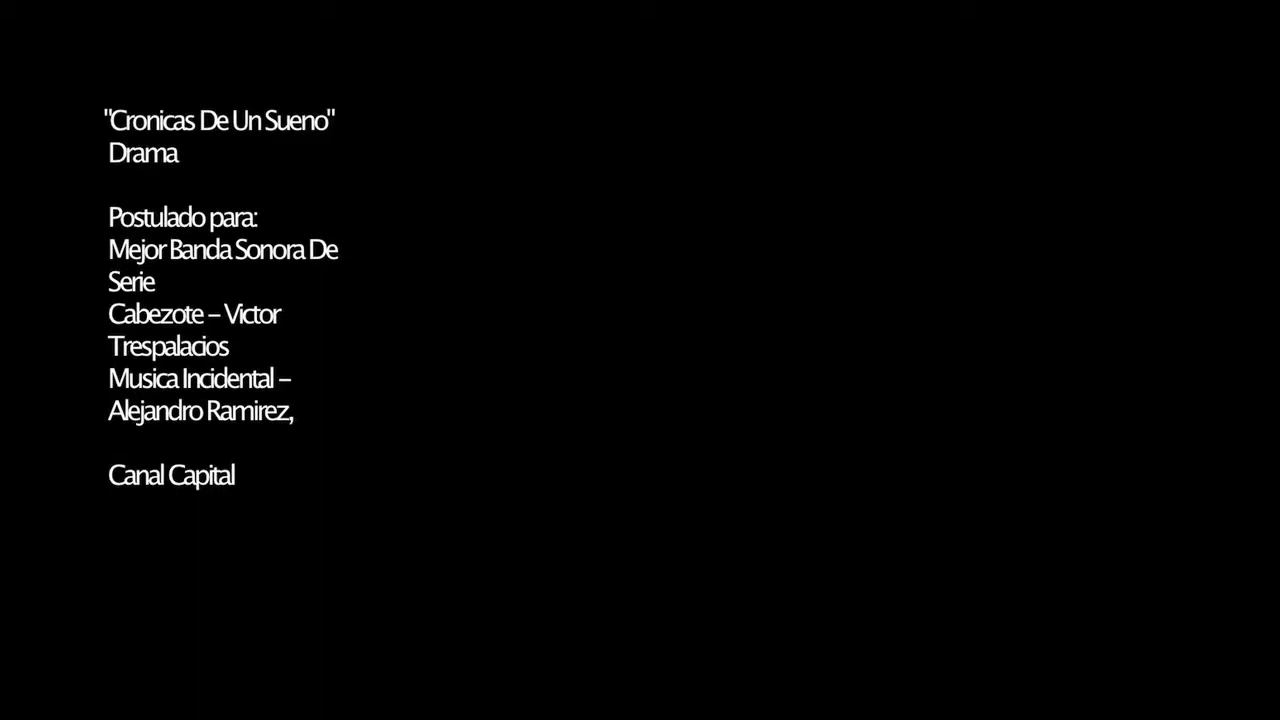 "Cronicas De Un Sueno"
Drama
Postulado para:
Mejor Banda Sonora De
Serie
Cabezote – Victor
Trespalacios
Musica Incidental –
Alejandro Ramirez,
Canal Capital